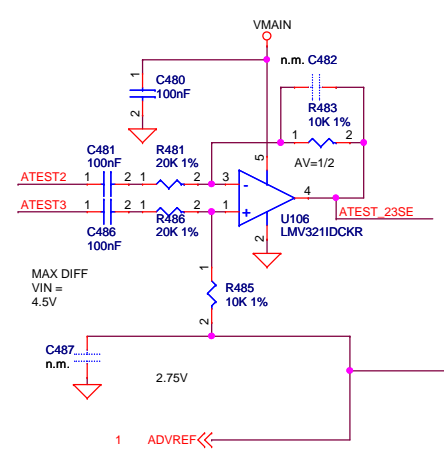 VMAIN
n.m. C482
1
C480
100nF
2
R483
10K 1%
1 2
AV=1/2
C481
100nF
R481
20K 1%
5
ATEST2 1 2 1 2 3
-
4
ATEST3 1 2 1 2 1
+
ATEST_23SE
C486
100nF
R486
20K 1%
U106
LMV321IDCKR
2
MAX DIFF
VIN =
4.5V
1
R485
10K 1%
2
C487
n.m.
2.75V
1 ADVREF